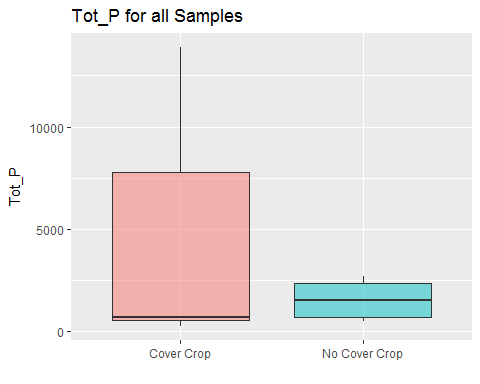 Tot_P for all Samples
Tot_P
10000
5000
0
Cover Crop
No Cover Crop